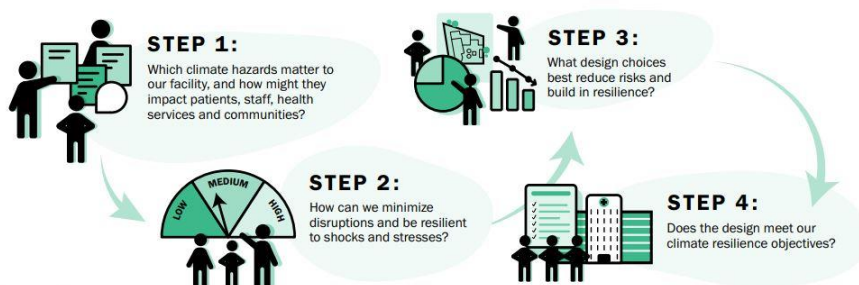 STEP 1:
Which climate hazards matter to
our facility, and how might they
impact patients, staff, health
services and communities?
LOW
MEDIUM
HIGH
STEP 2:
How can we minimize
disruptions and be resilient
to shocks and stresses?
STEP 3:
What design choices
best reduce risks and
build in resilience?
STEP 4:
Does the design meet our
climate resilience objectives?